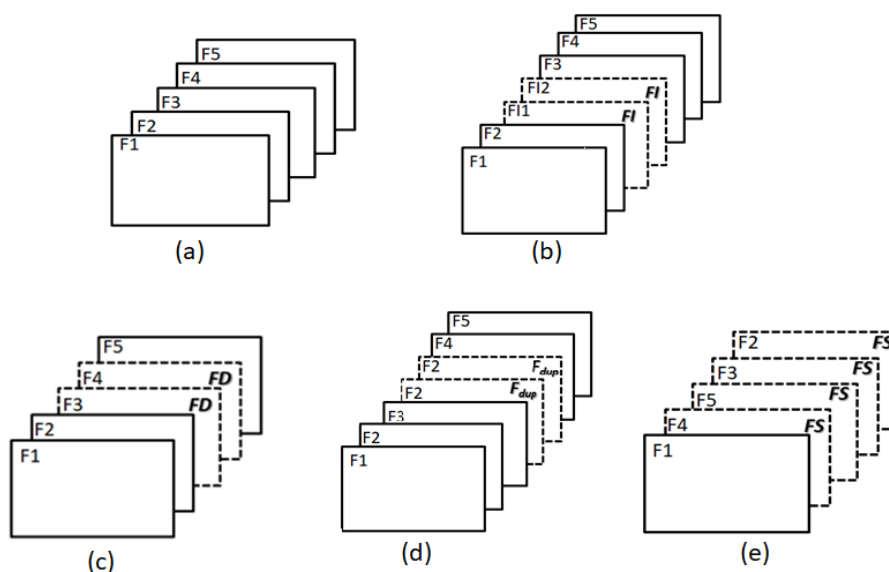 F5
F4
F3
F2
F1
(a)
F5
F4
F3
FI2 FI
FI1 FI
F2
F1
(b)
F5
F4 FD
F3 FD
F2
F1
(c)
F5
F4
F2 Fdup
F2 Fdup
F3
F2
F1
(d)
F2 FS
F3 FS
F5 FS
F4 FS
F1
(e)